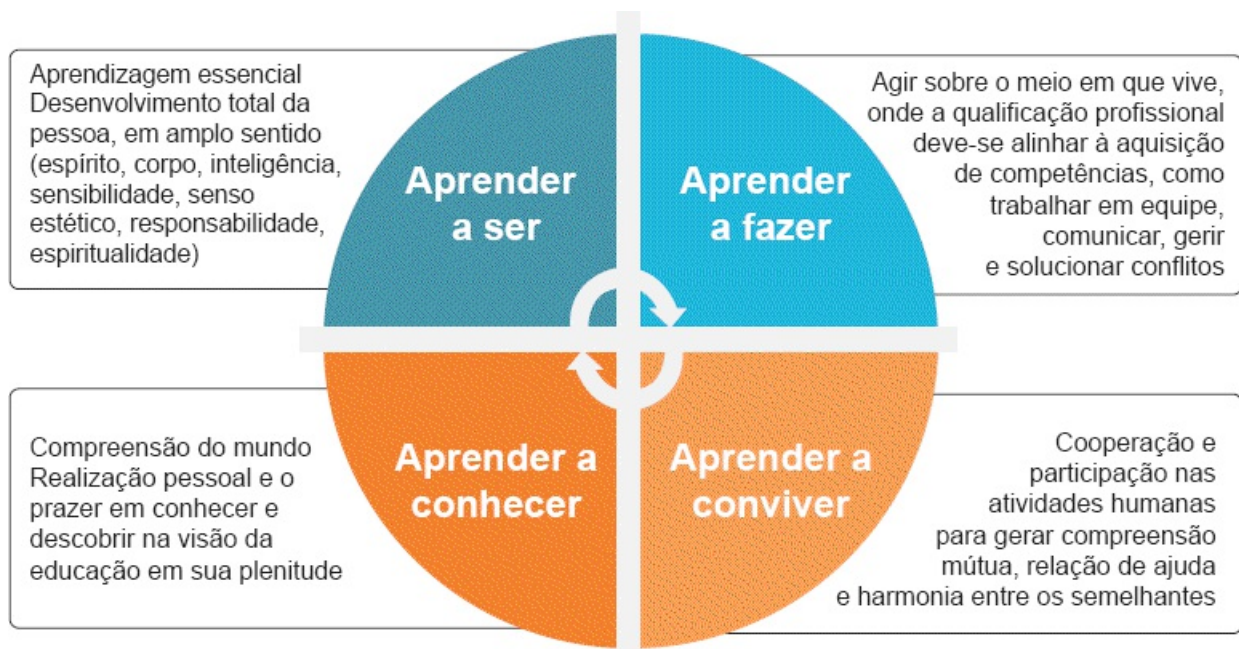 Aprendizagem essencial
Desenvolvimento total da
pessoa, em amplo sentido
(espírito, corpo, inteligência,
sensibilidade, senso
estético, responsabilidade,
espiritualidade)
Aprender
a ser
Aprender
a fazer
Agir sobre o meio em que vive,
onde a qualificação profissional
deve-se alinhar à aquisição
de competências, como
trabalhar em equipe,
comunicar, gerir
e solucionar conflitos
Compreensão do mundo
Realização pessoal e o
prazer em conhecer e
descobrir na visão da
educação em sua plenitude
Aprender a
conhecer
Aprender a
conviver
Cooperação e
participação nas
atividades humanas
para gerar compreensão
mútua, relação de ajuda
e harmonia entre os semelhantes